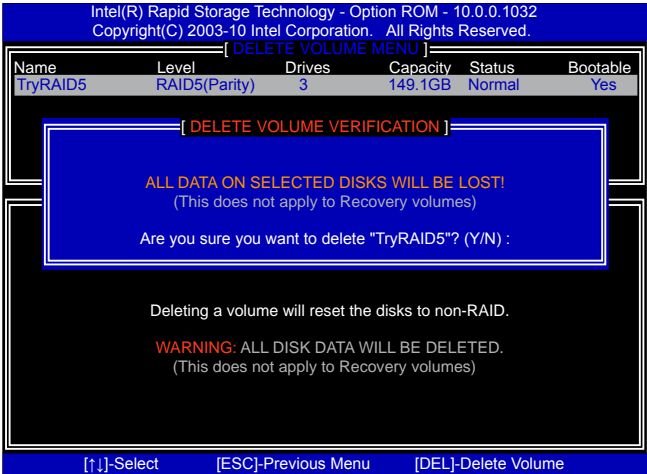 Intel(R) Rapid Storage Technology - Option ROM - 10.0.0.1032
Copyright(C) 2003-10 Intel Corporation. All Rights Reserved.
[ DELETE VOLUME MENU ]
Name Level Drives Capacity Status Bootable
TryRAID5 RAID5(Parity) 3 149.1GB Normal Yes
[ DELETE VOLUME VERIFICATION ]
ALL DATA ON SELECTED DISKS WILL BE LOST!
(This does not apply to Recovery volumes)
Are you sure you want to delete "TryRAID5"? (Y/N) :
Deleting a volume will reset the disks to non-RAID.
WARNING: ALL DISK DATA WILL BE DELETED.
(This does not apply to Recovery volumes)
[↑↓]-Select [ESC]-Previous Menu [DEL]-Delete Volume